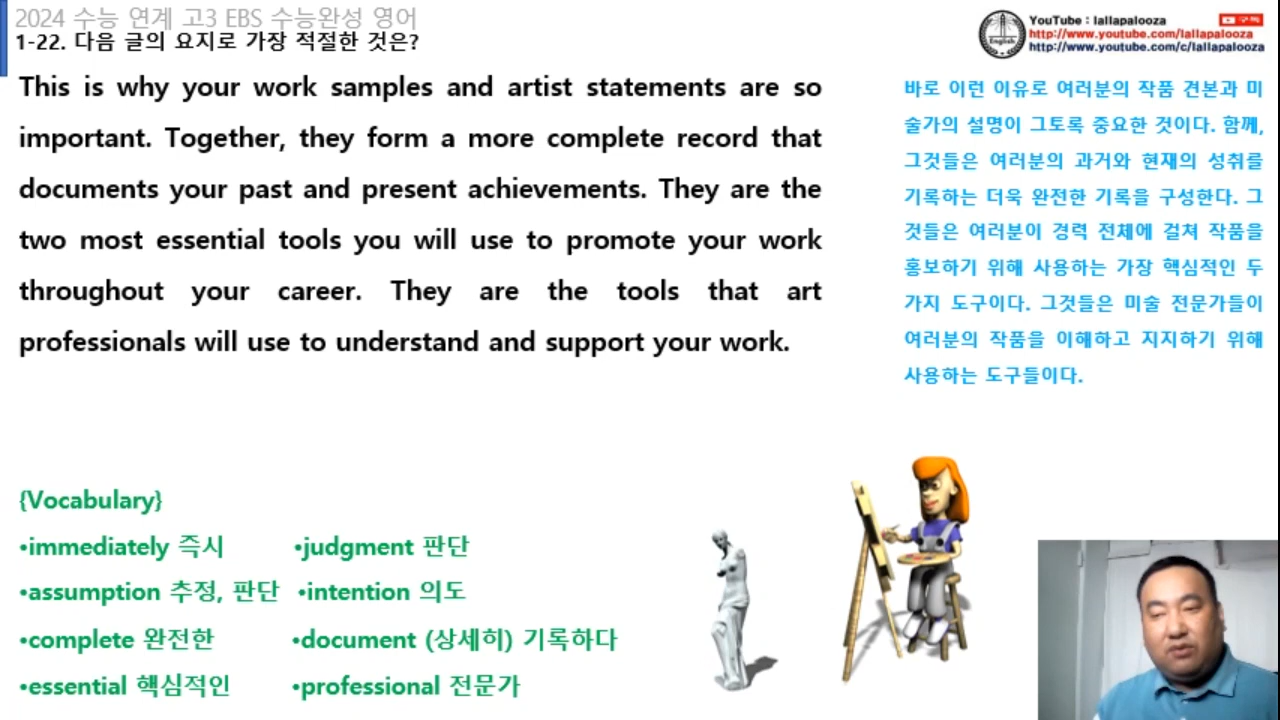 2024 수능 연계 고3 EBS 수능완성 영어
1-22. 다음 글의 요지로 가장 적절한 것은?
YouTube : lallapalooza
구독
http://www.youtube.com/lallapalooza
http://www.youtube.com/c/lallapalooza
English
This is why your work samples and artist statements are so
important. Together, they form a more complete record that
documents your past and present achievements. They are the
two most essential tools you will use to promote your work
throughout your career. They are the tools that art
professionals will use to understand and support your work.
바로 이런 이유로 여러분의 작품 견본과 미
술가의 설명이 그토록 중요한 것이다. 함께,
그것들은 여러분의 과거와 현재의 성취를
기록하는 더욱 완전한 기록을 구성한다. 그
것들은 여러분이 경력 전체에 걸쳐 작품을
홍보하기 위해 사용하는 가장 핵심적인 두
가지 도구이다. 그것들은 미술 전문가들이
여러분의 작품을 이해하고 지지하기 위해
사용하는 도구들이다.
{Vocabulary}
•immediately 즉시 •judgment 판단
•assumption 추정, 판단 •intention 의도
•complete 완전한 •document (상세히) 기록하다
•essential 핵심적인 •professional 전문가